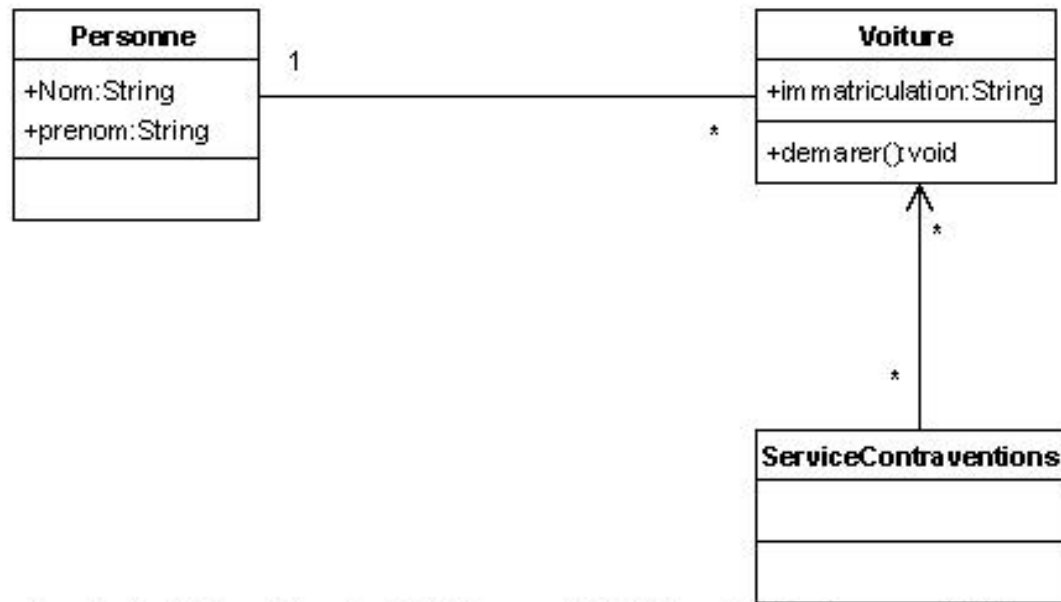 Personne
+Nom:String
+prenom:String
1
*
Voiture
+immatriculation:String
+demarer():void
*
*
ServiceContraventions